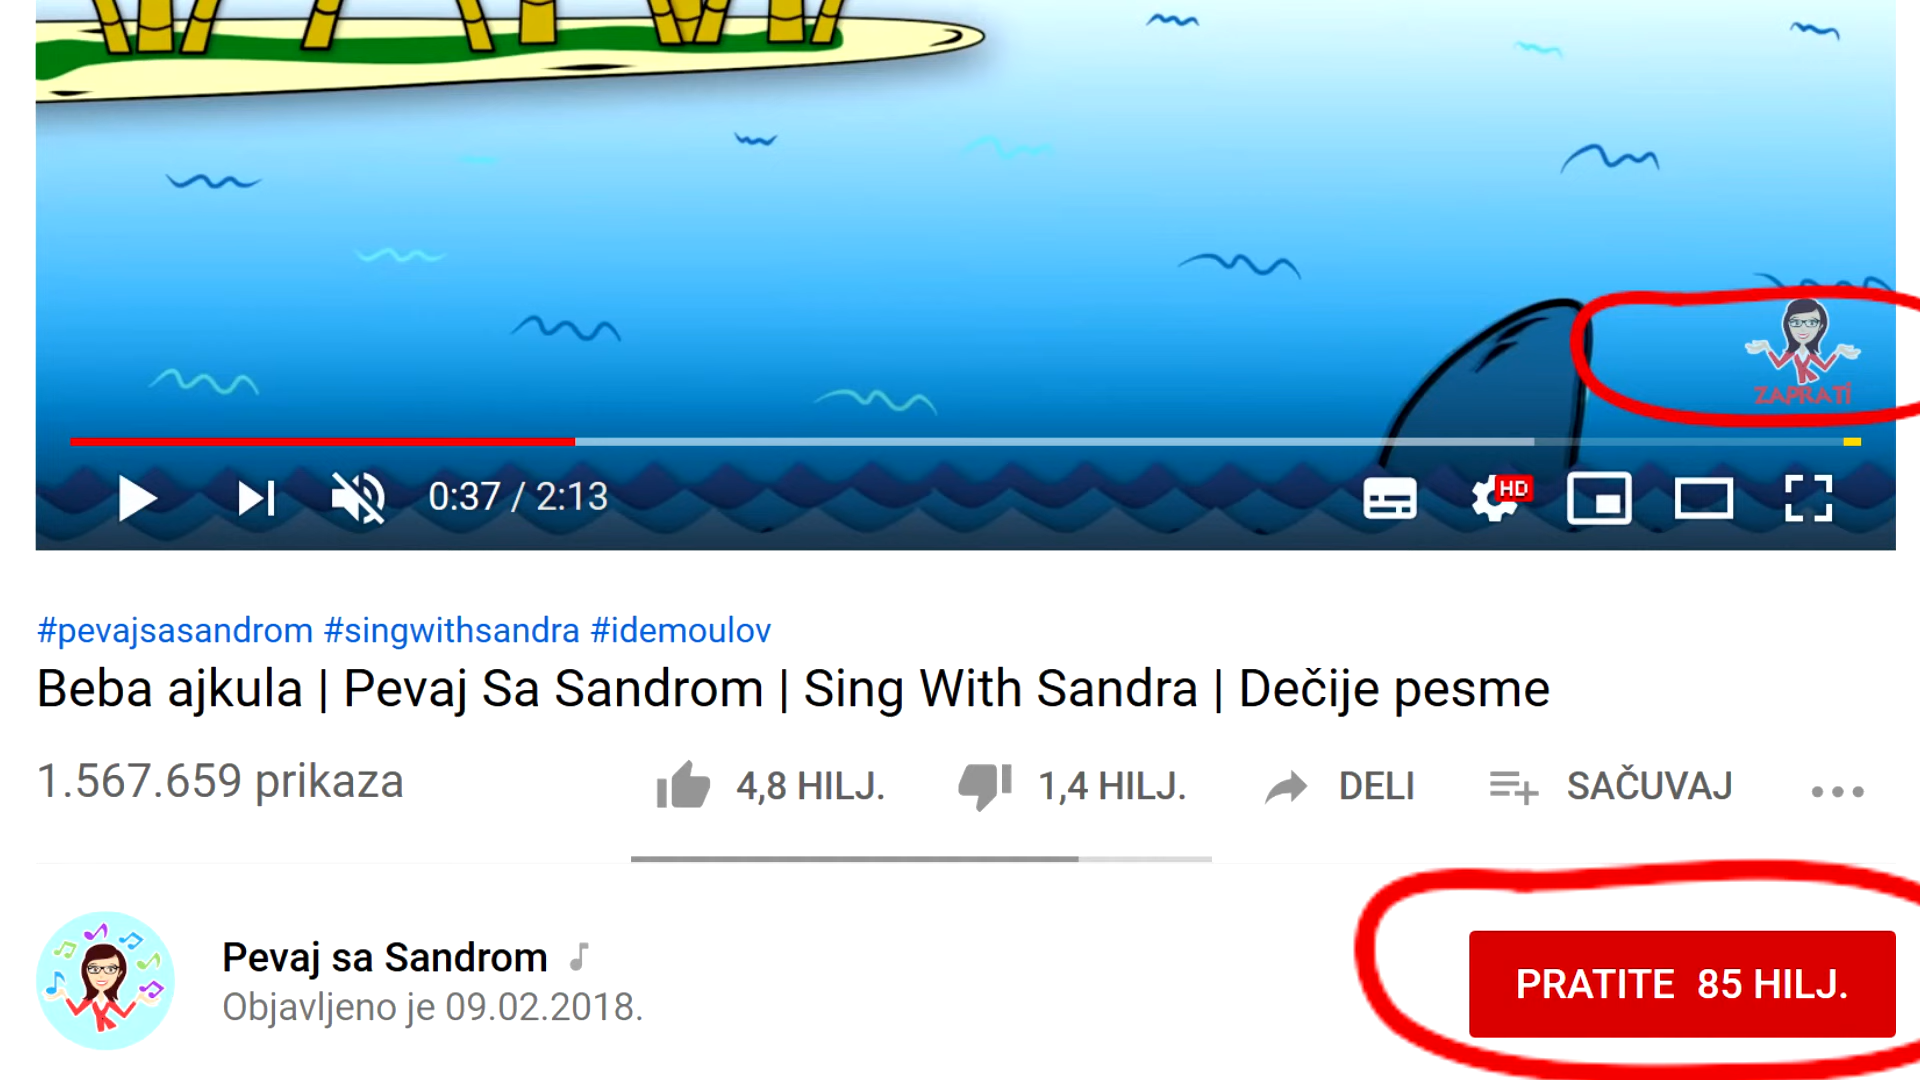 ZAPRATI
0:37 / 2:13
HD
#pevajsasandrom #singwithsandra #idemoulov
Beba ajkula | Pevaj Sa Sandrom | Sing With Sandra | Dečije pesme
1.567.659 prikaza
4,8 HILJ.
1,4 HILJ.
DELI
SAČUVAJ
Pevaj sa Sandrom
Objavljeno je 09.02.2018.
PRATITE 85 HILJ.